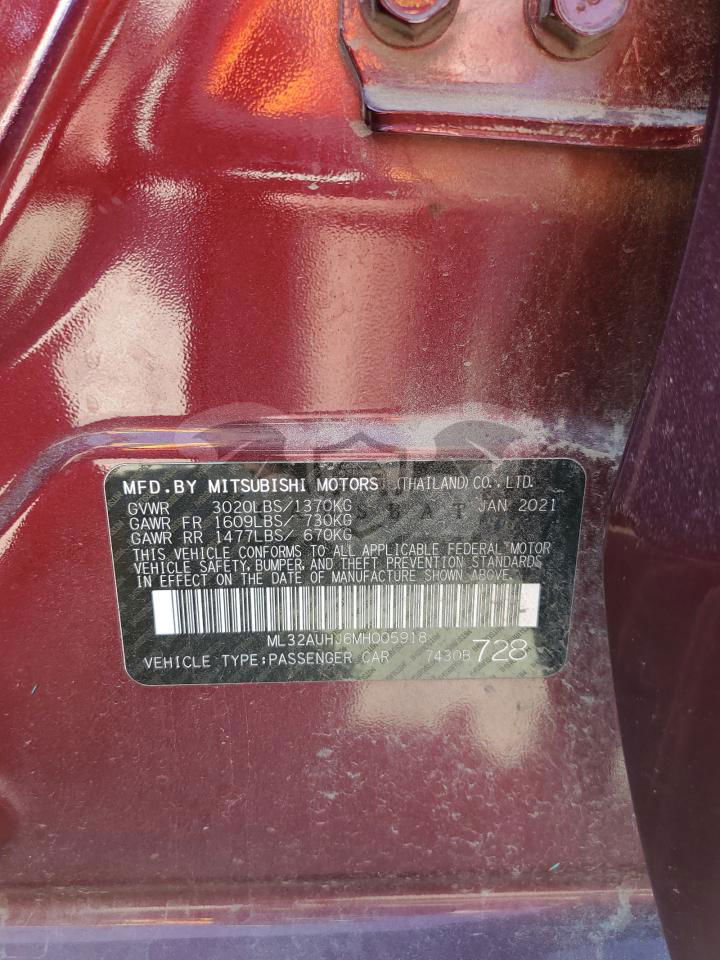 MFD.BY MITSUBISHI MOTORS (THAILAND)CO.,LTD.
GVWR 3020LBS/1370KG JAN 2021
GAWR FR 1609LBS/ 730KG
GAWR RR 1477LBS/ 670KG
THIS VEHICLE CONFORMS TO ALL APPLICABLE FEDERAL MOTOR
VEHICLE SAFETY, BUMPER, AND THEFT PREVENTION STANDARDS
IN EFFECT ON THE DATE OF MANUFACTURE SHOWN ABOVE.
ML32AUHJ6MH005918
VEHICLE TYPE:PASSENGER CAR 7430B 728